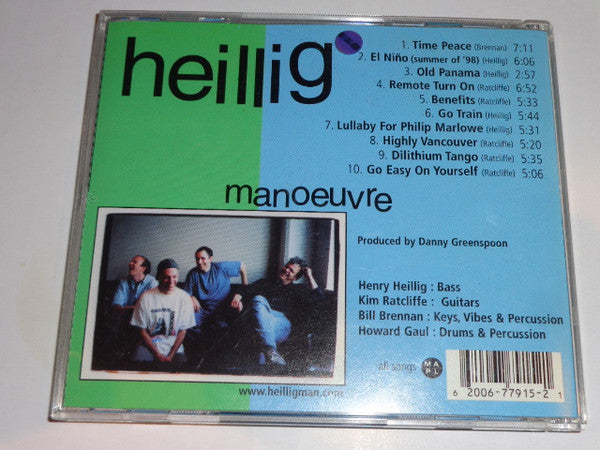 heillig
manoeuvre
1. Time Peace (Brennan) 7:11
2. El Niño (summer of '98) (Heillig) 6:06
3. Old Panama (Heillig) 2:57
4. Remote Turn On (Ratcliffe) 6:52
5. Benefits (Ratcliffe) 5:33
6. Go Train (Heillig) 5:44
7. Lullaby For Philip Marlowe (Heillig) 5:31
8. Highly Vancouver (Ratcliffe) 5:20
9. Dilithium Tango (Ratcliffe) 5:35
10. Go Easy On Yourself (Ratcliffe) 5:06
Produced by Danny Greenspoon
Henry Heillig : Bass
Kim Ratcliffe : Guitars
Bill Brennan : Keys, Vibes & Percussion
Howard Gaul : Drums & Percussion
www.heilligman.com
all songs
M A
P L
6 2006-77915-2 1